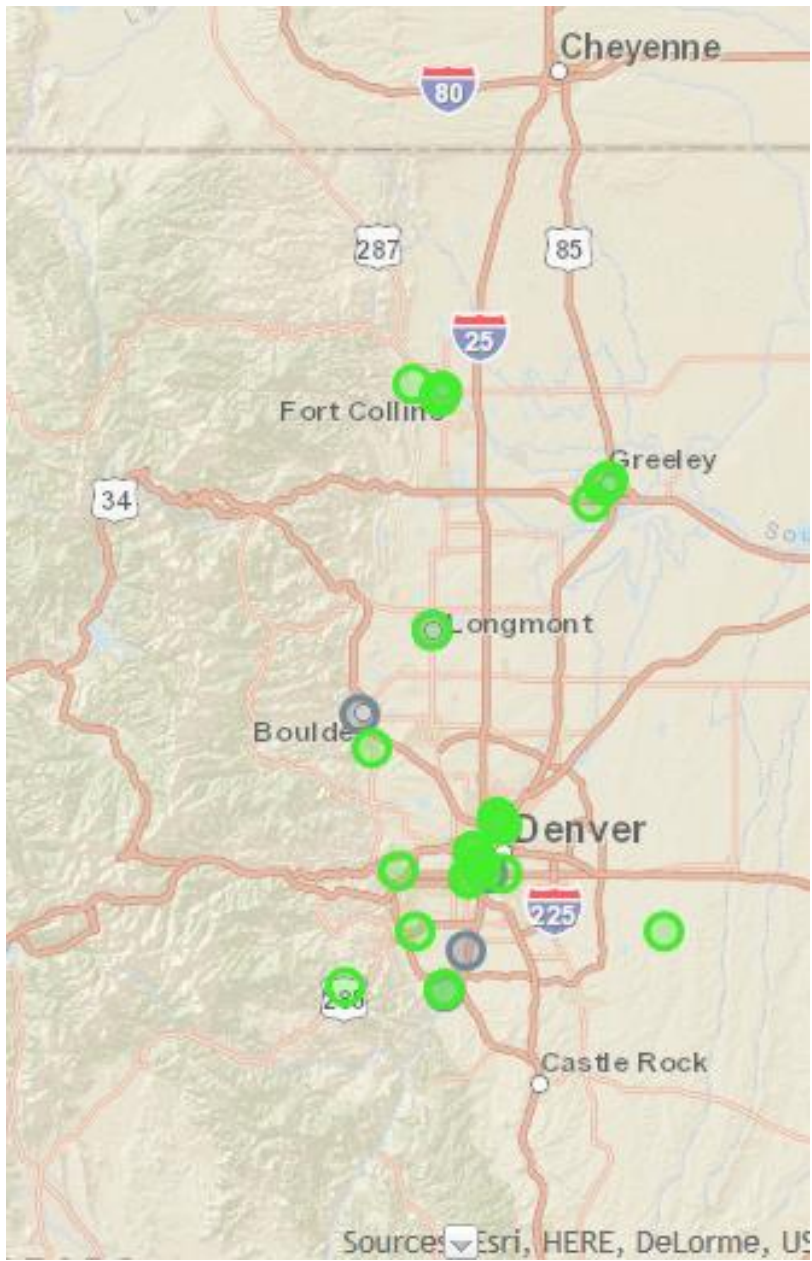 Cheyenne
80
287
85
25
Fort Collins
Greeley
34
Longmont
Boulde
Denver
225
285
Castle Rock
Sources: Esri, HERE, DeLorme, US